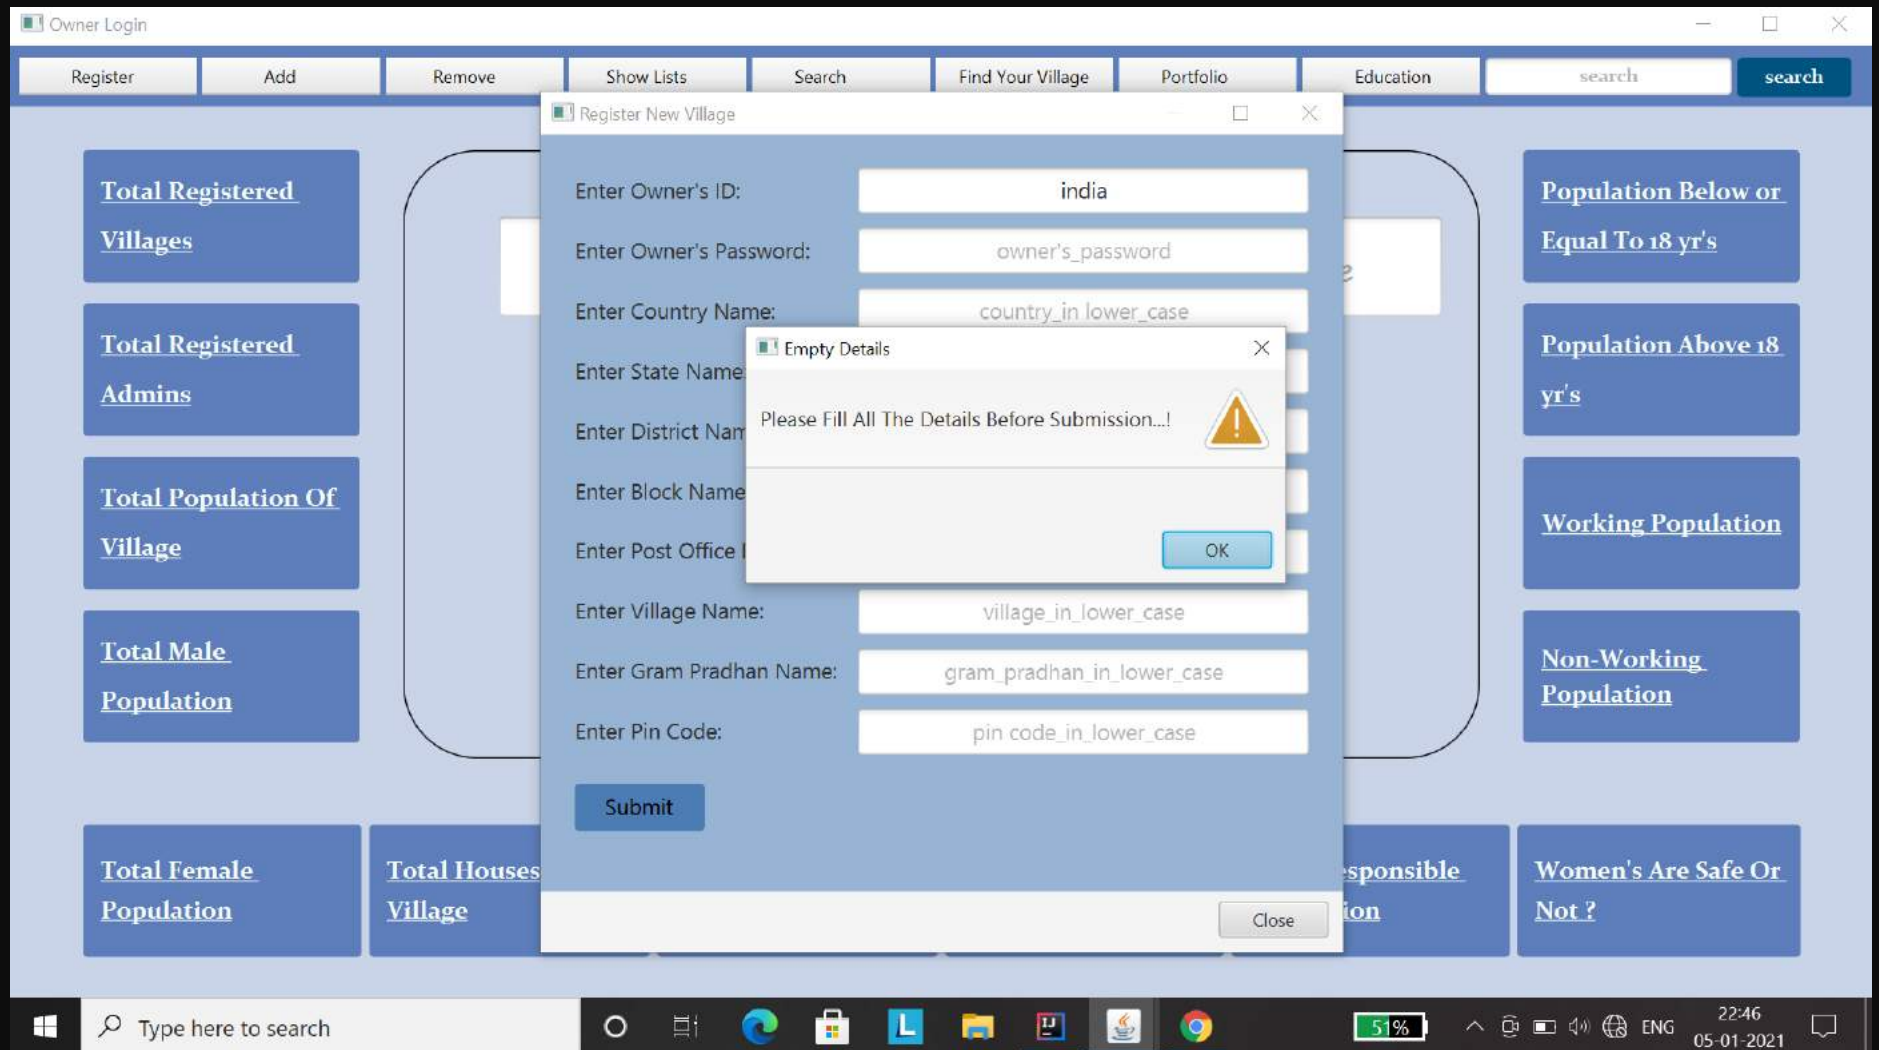 Owner Login
Register Add Remove Show Lists Search Find Your Village Portfolio Education search search
Register New Village
Total Registered
Villages
Total Registered
Admins
Total Population Of
Village
Total Male
Population
Enter Owner's ID: india
Enter Owner's Password: owner's_password
Enter Country Name: country_in lower_case
Enter State Name
Enter District
Enter Block Name
Enter Post Office
Enter Village Name: village_in_lower_case
Enter Gram Pradhan Name: gram_pradhan_in_lower_case
Enter Pin Code: pin code_in_lower_case
Submit
Close
Empty Details
Please Fill All The Details Before Submission...!
OK
Population Below or
Equal To 18 yr's
Population Above 18
yr's
Working Population
Non-Working
Population
Total Female
Population
Total Houses
Village
Women's Are Safe Or
Not ?
Type here to search
51% ENG 22:46
05-01-2021